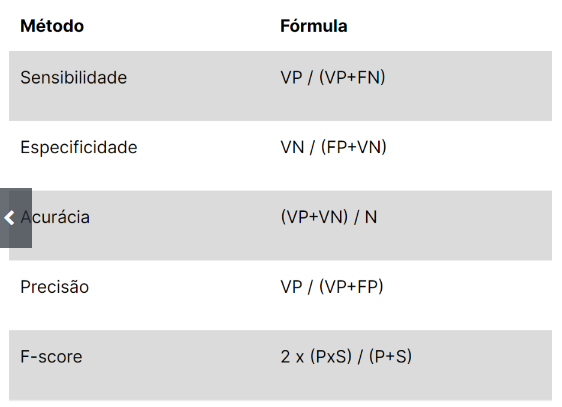 Método Fórmula
Sensibilidade VP / (VP+FN)
Especificidade VN / (FP+VN)
Acurácia (VP+VN) / N
Precisão VP / (VP+FP)
F-score 2 x (PxS) / (P+S)